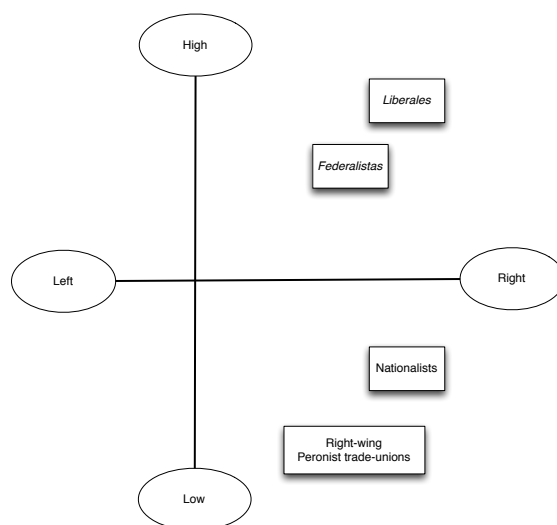 High
Liberales
Federalistas
Left
Right
Nationalists
Right-wing
Peronist trade-unions
Low